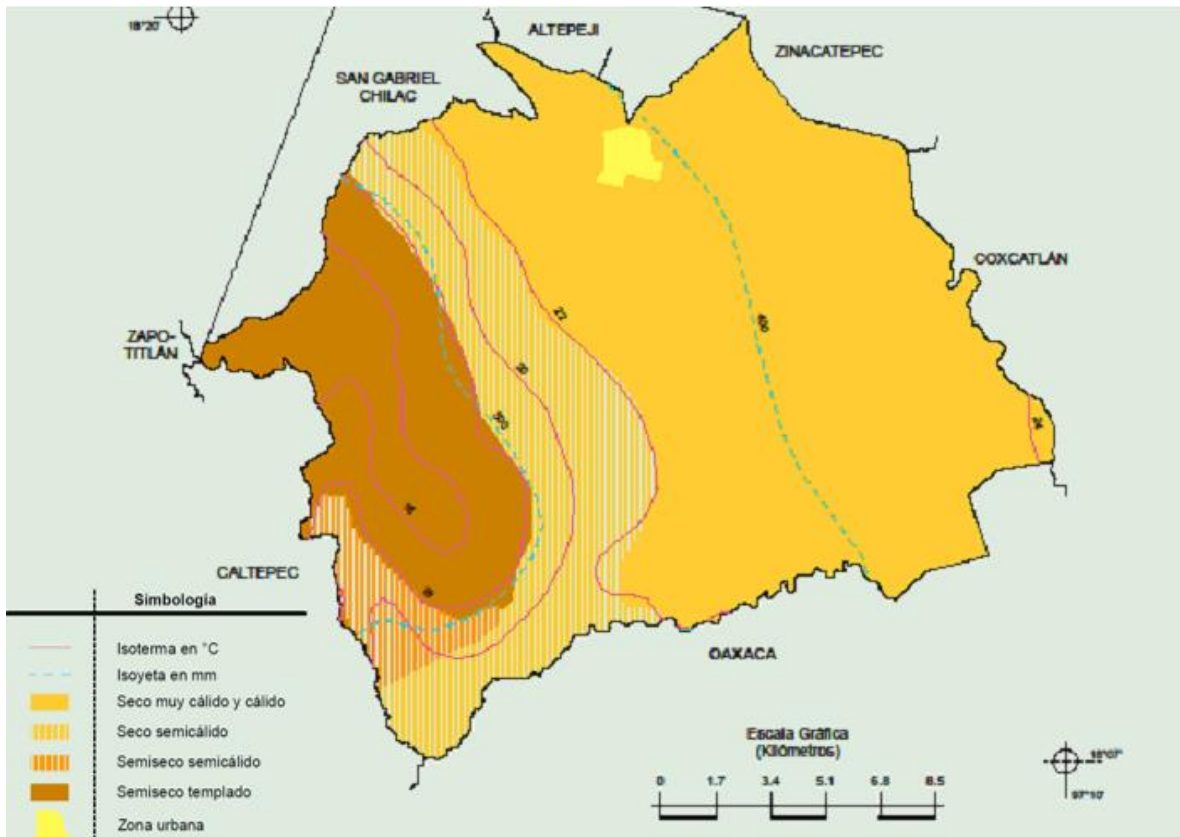 18°20'
ALTEPEJI
ZINACATEPEC
SAN GABRIEL
CHILAC
COXCATLÁN
ZAPO-
TITLÁN
22
400
20
500
24
CALTEPEC
OAXACA
Simbología
Isoterma en °C
Isoyeta en mm
Seco muy cálido y cálido
Seco semicálido
Semiseco semicálido
Semiseco templado
Zona urbana
Escala Gráfica
(Kilómetros)
0 1.7 3.4 5.1 6.8 8.5
18°07'
97°10'